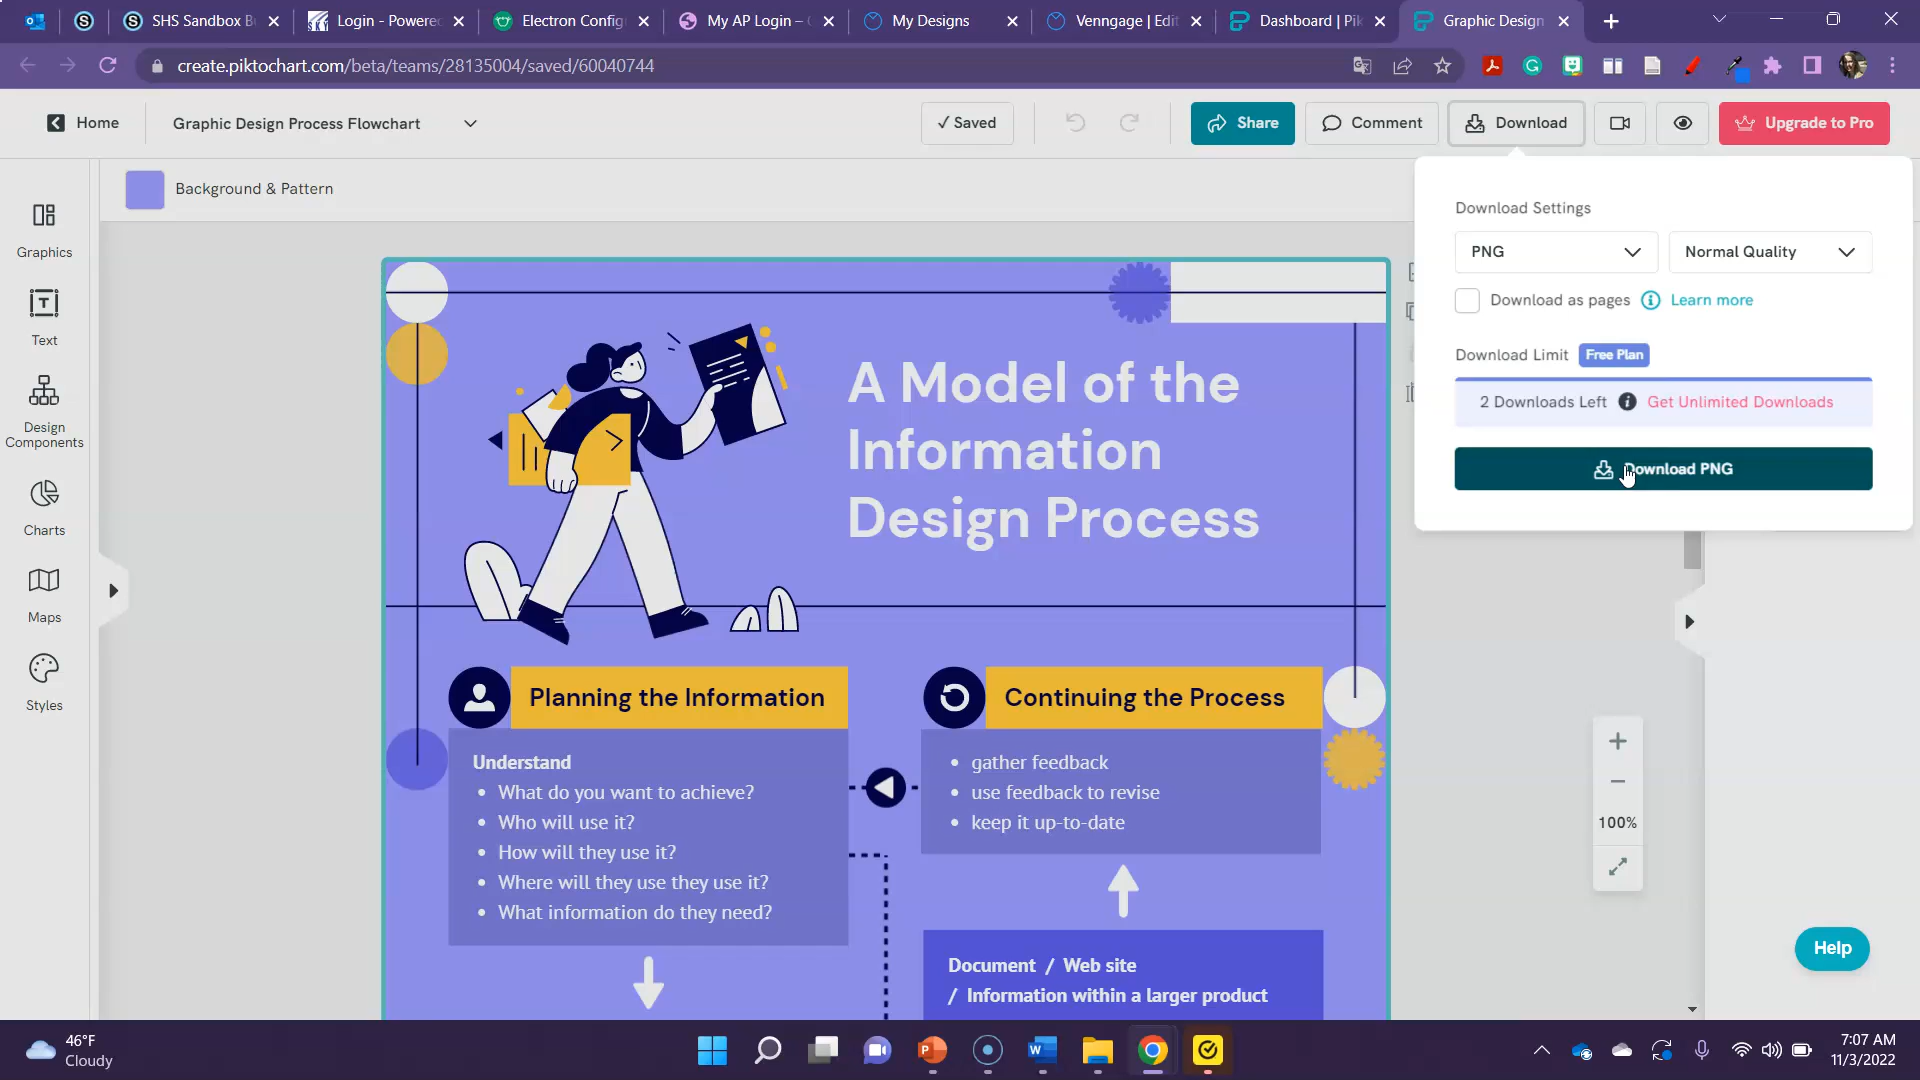 SHS Sandbox B
Login - Powere
Electron Config
My AP Login –
My Designs
Venngage | Edit
Dashboard | Pik
Graphic Design
create.piktochart.com/beta/teams/28135004/saved/60040744
Home
Graphic Design Process Flowchart
✓ Saved
Share
Comment
Download
Upgrade to Pro
Background & Pattern
Graphics
Text
Design
Components
Charts
Maps
Styles
Download Settings
PNG
Normal Quality
Download as pages
Learn more
Download Limit
Free Plan
2 Downloads Left
Get Unlimited Downloads
Download PNG
A Model of the
Information
Design Process
Planning the Information
Understand
• What do you want to achieve?
• Who will use it?
• How will they use it?
• Where will they use they use it?
• What information do they need?
Continuing the Process
• gather feedback
• use feedback to revise
• keep it up-to-date
Document / Web site
/ Information within a larger product
100%
Help
46°F
Cloudy
7:07 AM
11/3/2022